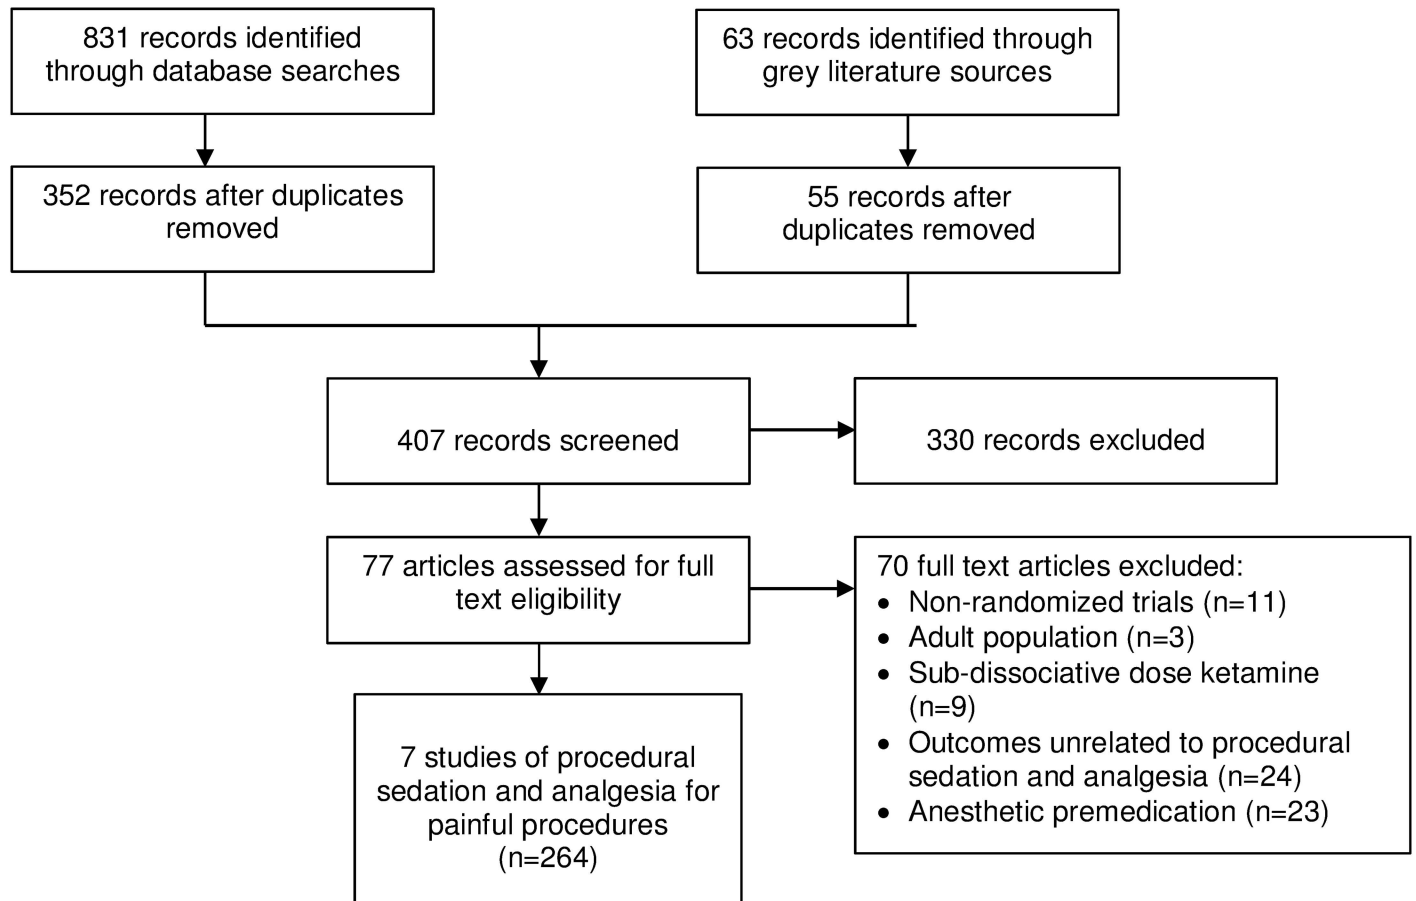 831 records identified
through database searches
63 records identified through
grey literature sources
352 records after duplicates
removed
55 records after
duplicates removed
407 records screened
330 records excluded
77 articles assessed for full
text eligibility
70 full text articles excluded:
• Non-randomized trials (n=11)
• Adult population (n=3)
• Sub-dissociative dose ketamine
(n=9)
• Outcomes unrelated to procedural
sedation and analgesia (n=24)
• Anesthetic premedication (n=23)
7 studies of procedural
sedation and analgesia for
painful procedures
(n=264)